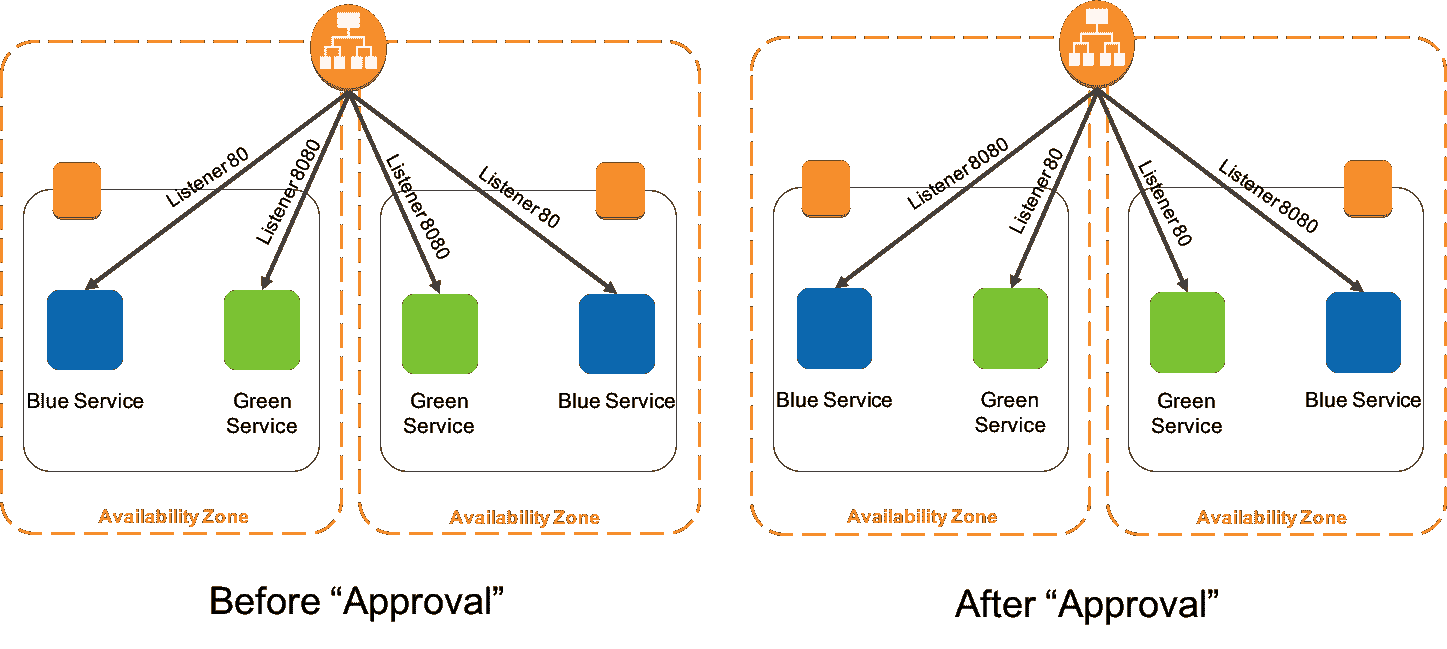 Listener 80
Listener 8080
Listener 8080
Listener 80
Blue Service
Green
Service
Green
Service
Blue Service
Availability Zone
Availability Zone
Before “Approval”
Listener 8080
Listener 80
Listener 80
Listener 8080
Blue Service
Green
Service
Green
Service
Blue Service
Availability Zone
Availability Zone
After “Approval”